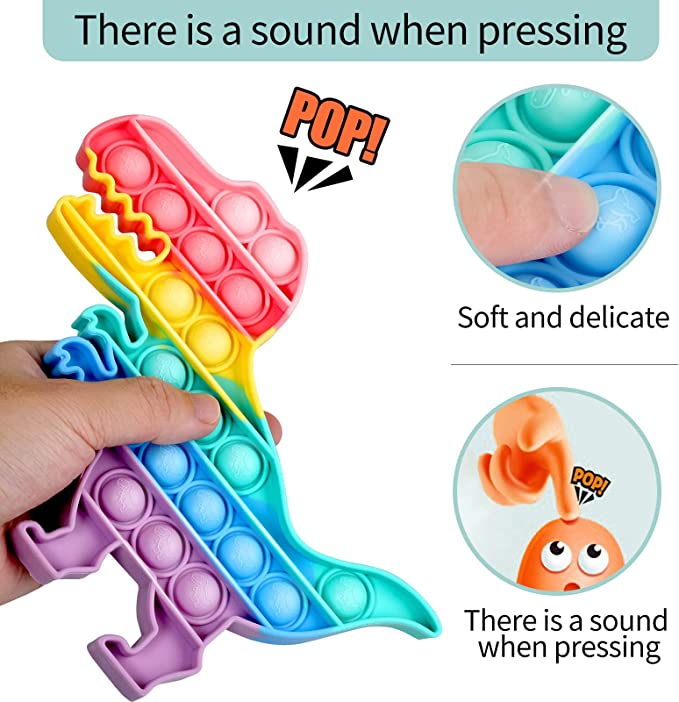 There is a sound when pressing
POP!
Soft and delicate
POP!
There is a sound
when pressing